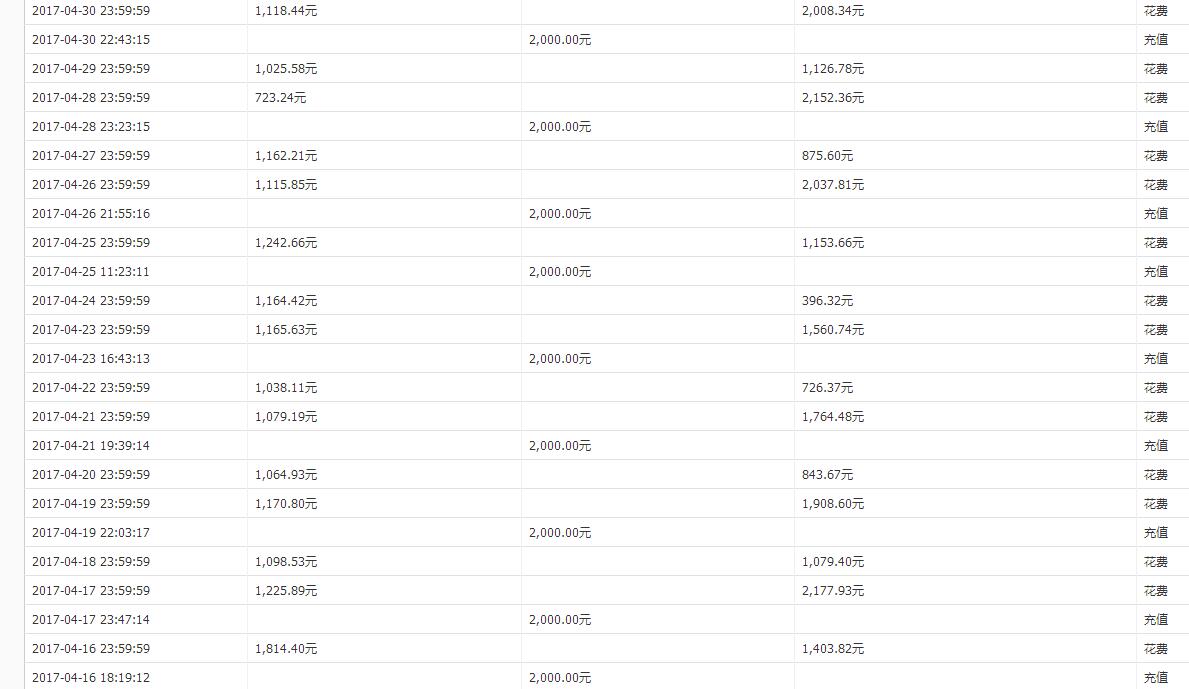 2017-04-30 23:59:59 1,118.44元 2,008.34元 花费
2017-04-30 22:43:15 2,000.00元 充值
2017-04-29 23:59:59 1,025.58元 1,126.78元 花费
2017-04-28 23:59:59 723.24元 2,152.36元 花费
2017-04-28 23:23:15 2,000.00元 充值
2017-04-27 23:59:59 1,162.21元 875.60元 花费
2017-04-26 23:59:59 1,115.85元 2,037.81元 花费
2017-04-26 21:55:16 2,000.00元 充值
2017-04-25 23:59:59 1,242.66元 1,153.66元 花费
2017-04-25 11:23:11 2,000.00元 充值
2017-04-24 23:59:59 1,164.42元 396.32元 花费
2017-04-23 23:59:59 1,165.63元 1,560.74元 花费
2017-04-23 16:43:13 2,000.00元 充值
2017-04-22 23:59:59 1,038.11元 726.37元 花费
2017-04-21 23:59:59 1,079.19元 1,764.48元 花费
2017-04-21 19:39:14 2,000.00元 充值
2017-04-20 23:59:59 1,064.93元 843.67元 花费
2017-04-19 23:59:59 1,170.80元 1,908.60元 花费
2017-04-19 22:03:17 2,000.00元 充值
2017-04-18 23:59:59 1,098.53元 1,079.40元 花费
2017-04-17 23:59:59 1,225.89元 2,177.93元 花费
2017-04-17 23:47:14 2,000.00元 充值
2017-04-16 23:59:59 1,814.40元 1,403.82元 花费
2017-04-16 18:19:12 2,000.00元 充值